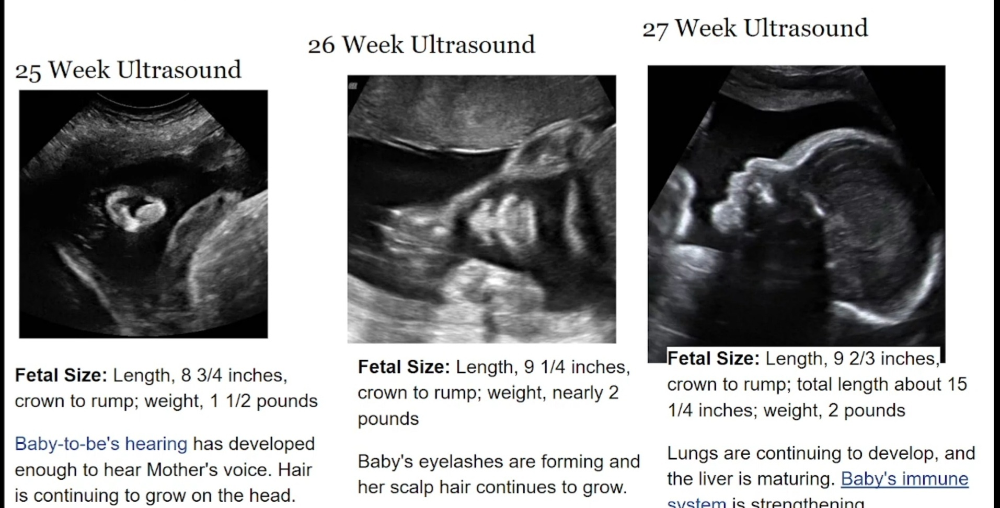 25 Week Ultrasound
Fetal Size: Length, 8 3/4 inches,
crown to rump; weight, 1 1/2 pounds
Baby-to-be's hearing has developed
enough to hear Mother's voice. Hair
is continuing to grow on the head.
26 Week Ultrasound
GE
Fetal Size: Length, 9 1/4 inches,
crown to rump; weight, nearly 2
pounds
Baby's eyelashes are forming and
her scalp hair continues to grow.
27 Week Ultrasound
Fetal Size: Length, 9 2/3 inches,
crown to rump; total length about 15
1/4 inches; weight, 2 pounds
Lungs are continuing to develop, and
the liver is maturing. Baby's immune
system is strengthening